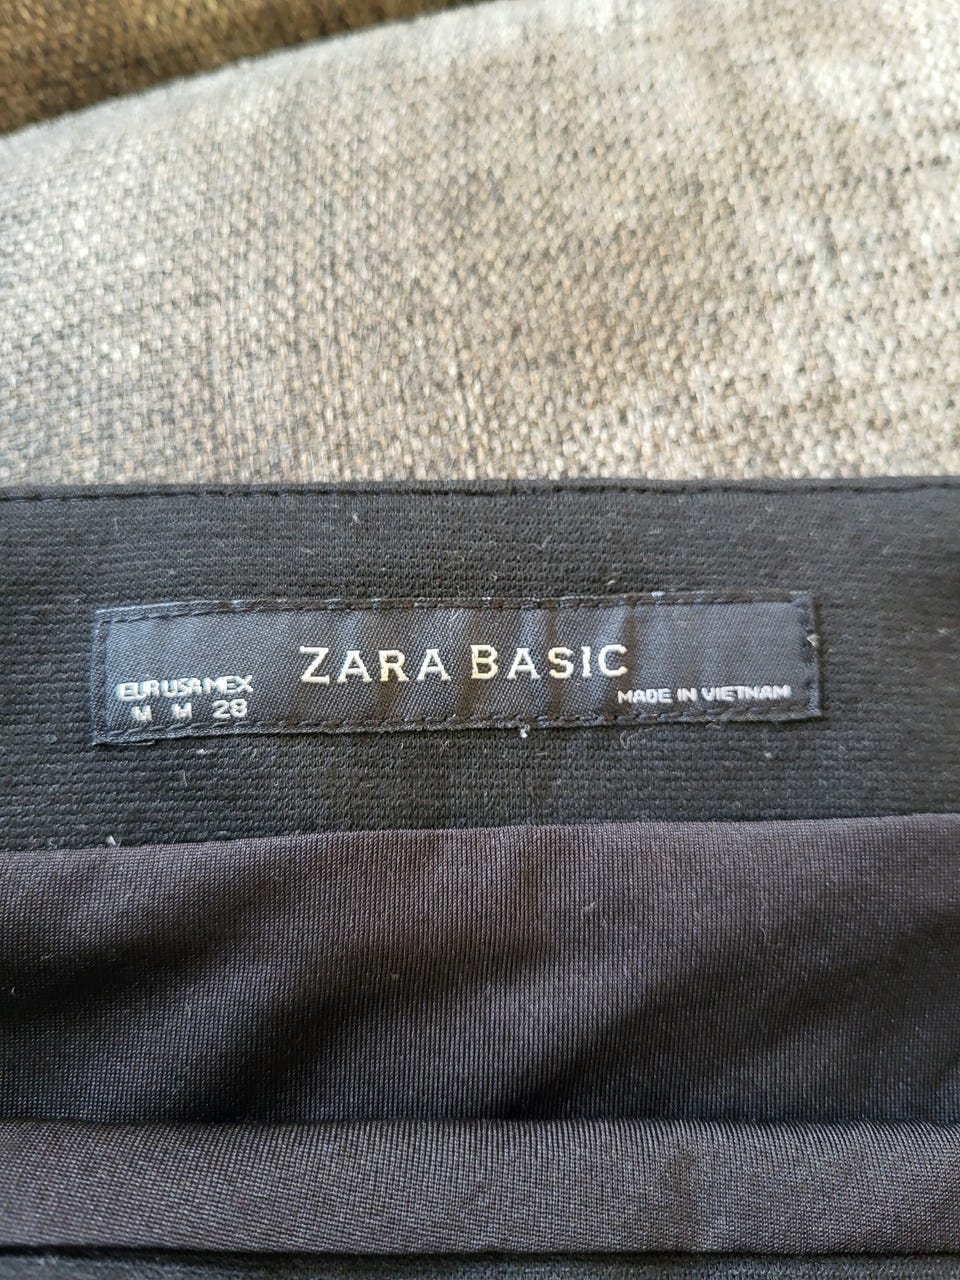 ZARA BASIC
EUR USA MEX
M M 28
MADE IN VIETNAM